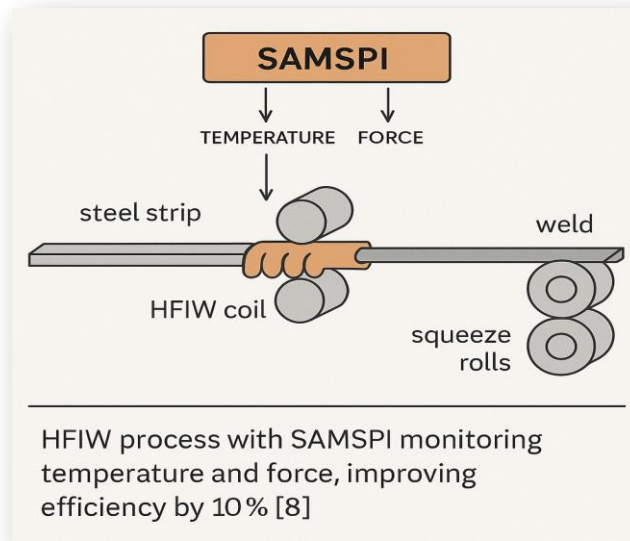 SAMSPI
TEMPERATURE FORCE
steel strip
weld
HFIW coil
squeeze
rolls
HFIW process with SAMSPI monitoring
temperature and force, improving
efficiency by 10% [8]